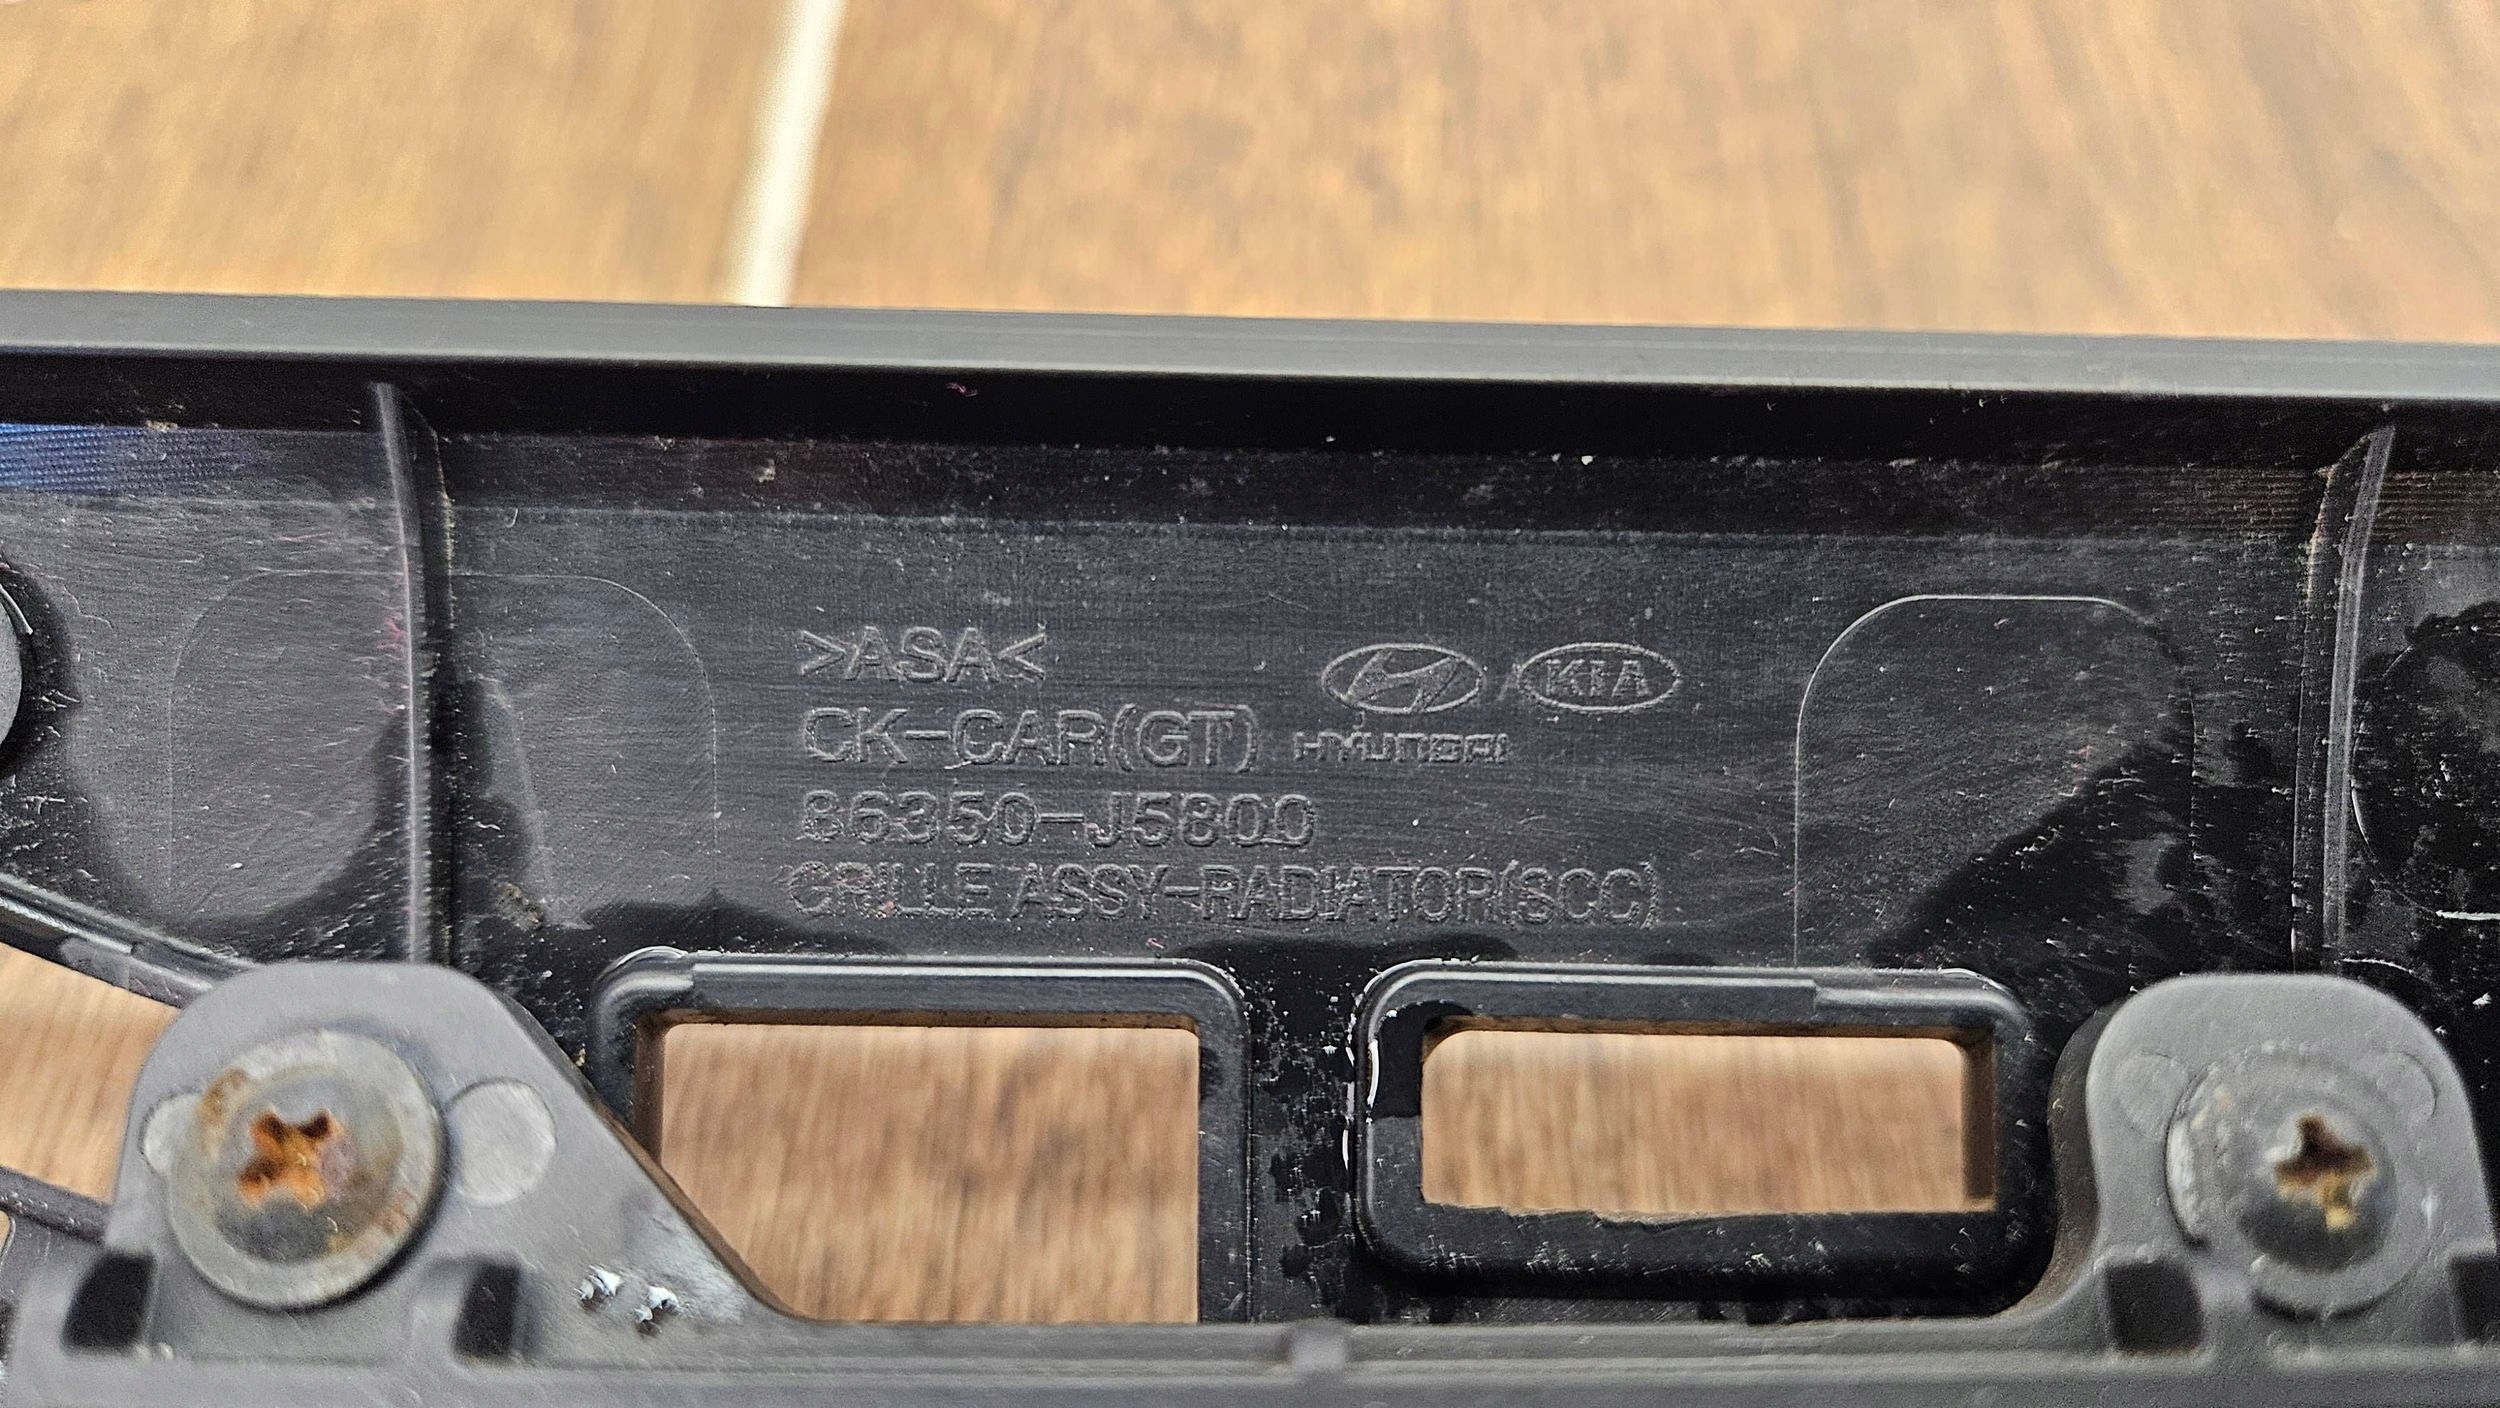 >ASA<
HYUNDAI / KIA
CK-CAR(GT)
86350-J5800
GRILLE ASSY-RADIATOR(SCC)